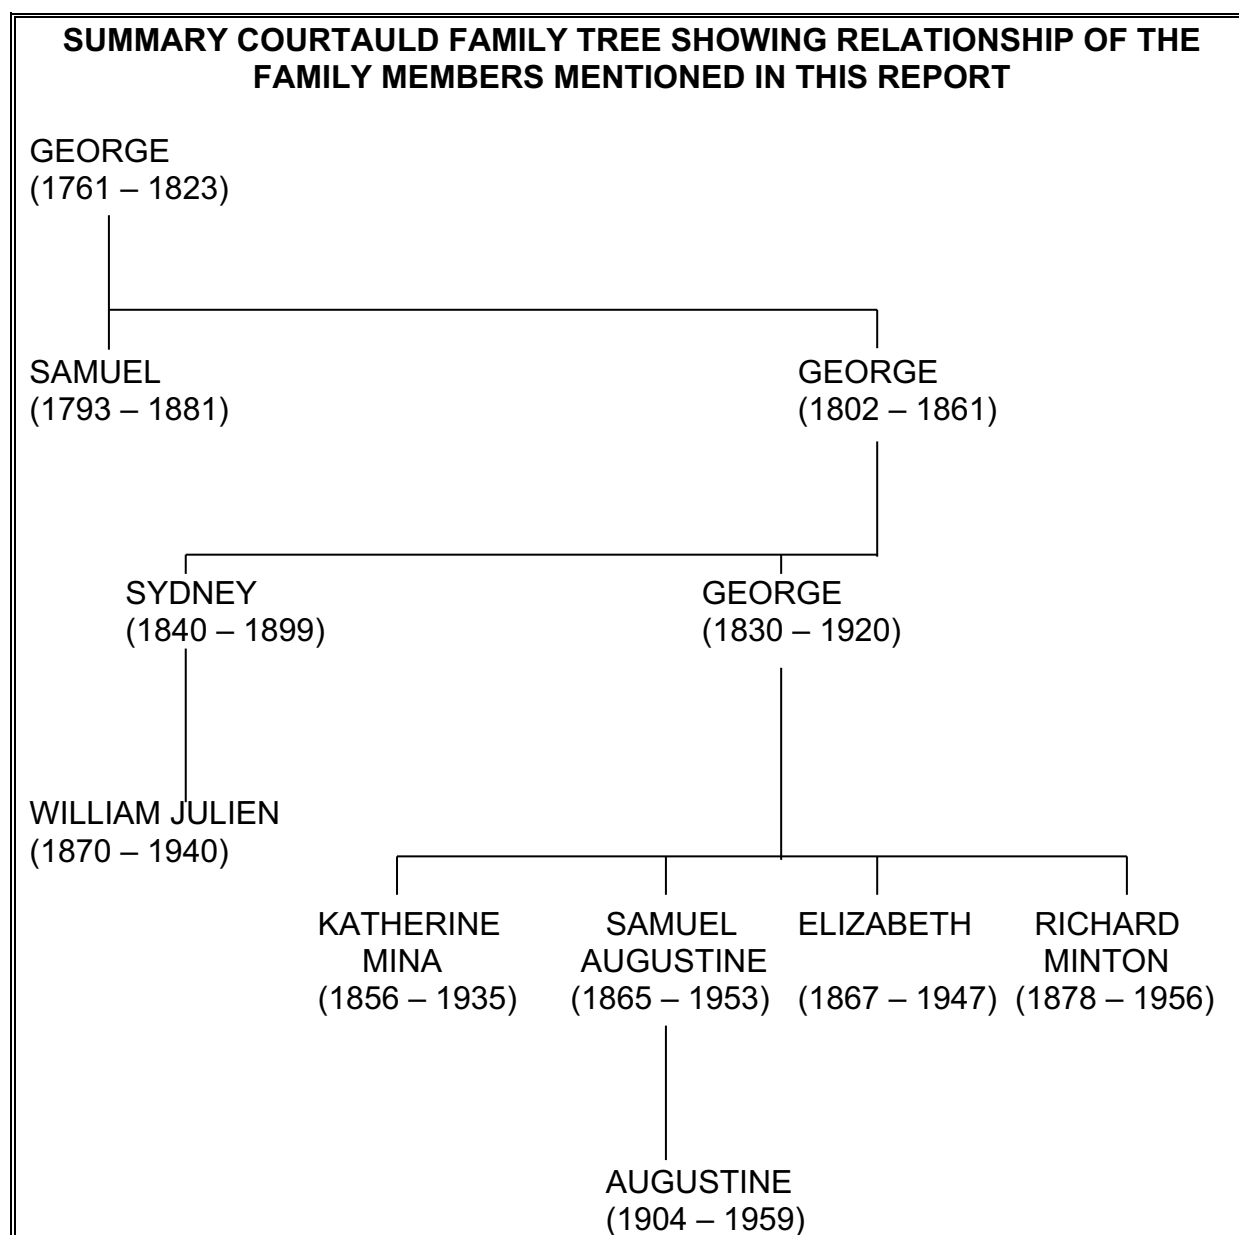 SUMMARY COURTAULD FAMILY TREE SHOWING RELATIONSHIP OF THE
FAMILY MEMBERS MENTIONED IN THIS REPORT
GEORGE
(1761 – 1823)
SAMUEL
(1793 – 1881)
GEORGE
(1802 – 1861)
SYDNEY
(1840 – 1899)
GEORGE
(1830 – 1920)
WILLIAM JULIEN
(1870 – 1940)
KATHERINE
MINA
(1856 – 1935)
SAMUEL
AUGUSTINE
(1865 – 1953)
ELIZABETH
(1867 – 1947)
RICHARD
MINTON
(1878 – 1956)
AUGUSTINE
(1904 – 1959)